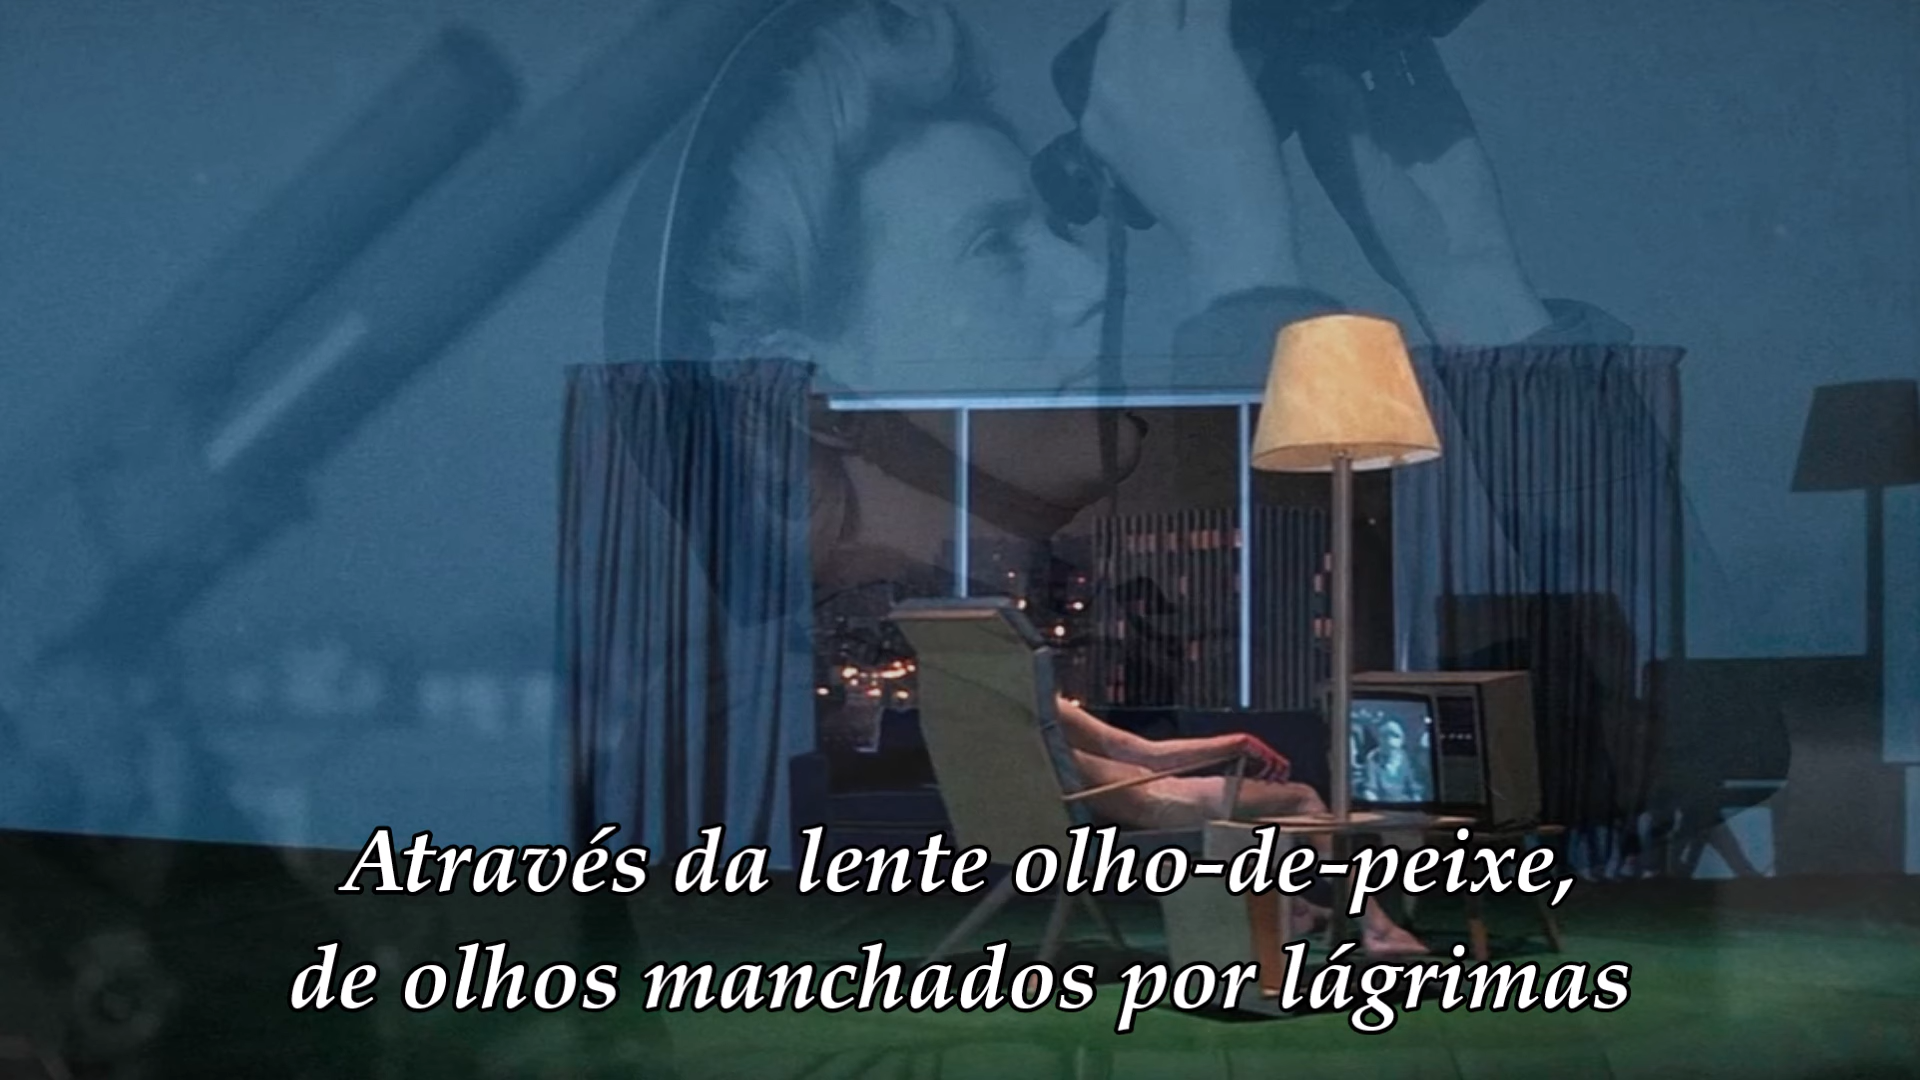 Através da lente olho-de-peixe,
de olhos manchados por lágrimas